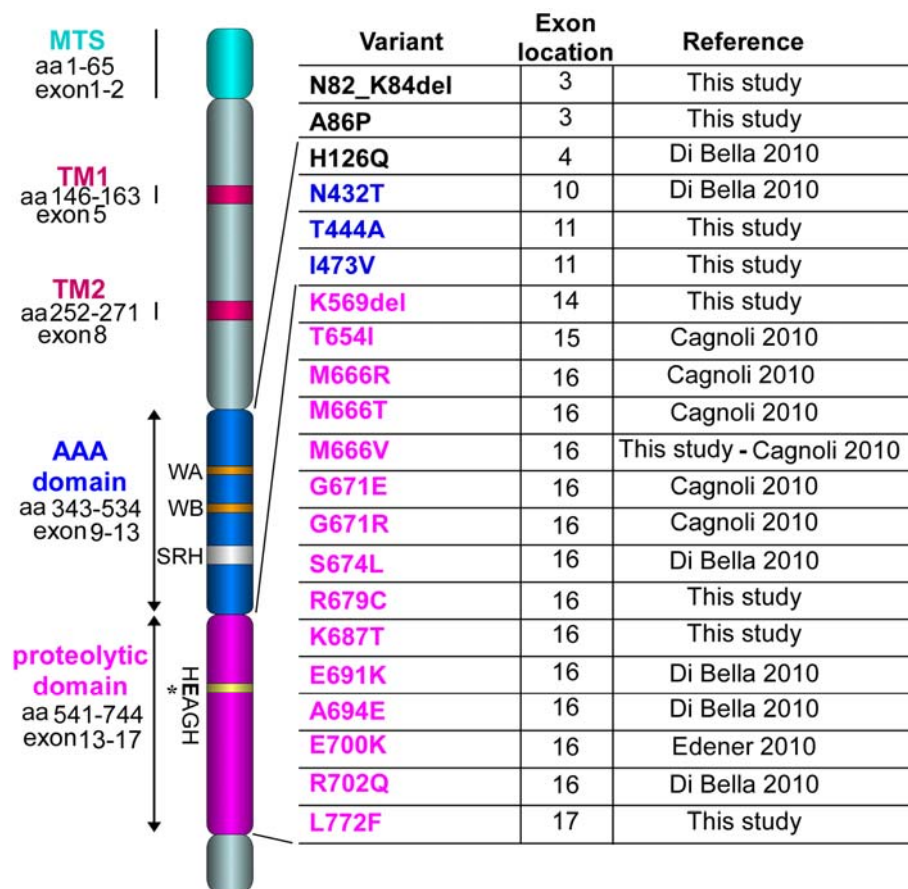 MTS
aa 1-65
exon1-2
TM1
aa 146-163
exon 5
TM2
aa 252-271
exon 8
AAA
domain
aa 343-534
exon 9-13
WA
WB
SRH
proteolytic
domain
aa 541-744
exon13-17
HEAGH
*
Variant Exon location Reference
N82_K84del 3 This study
A86P 3 This study
H126Q 4 Di Bella 2010
N432T 10 Di Bella 2010
T444A 11 This study
I473V 11 This study
K569del 14 This study
T654I 15 Cagnoli 2010
M666R 16 Cagnoli 2010
M666T 16 Cagnoli 2010
M666V 16 This study - Cagnoli 2010
G671E 16 Cagnoli 2010
G671R 16 Cagnoli 2010
S674L 16 Di Bella 2010
R679C 16 This study
K687T 16 This study
E691K 16 Di Bella 2010
A694E 16 Di Bella 2010
E700K 16 Edener 2010
R702Q 16 Di Bella 2010
L772F 17 This study